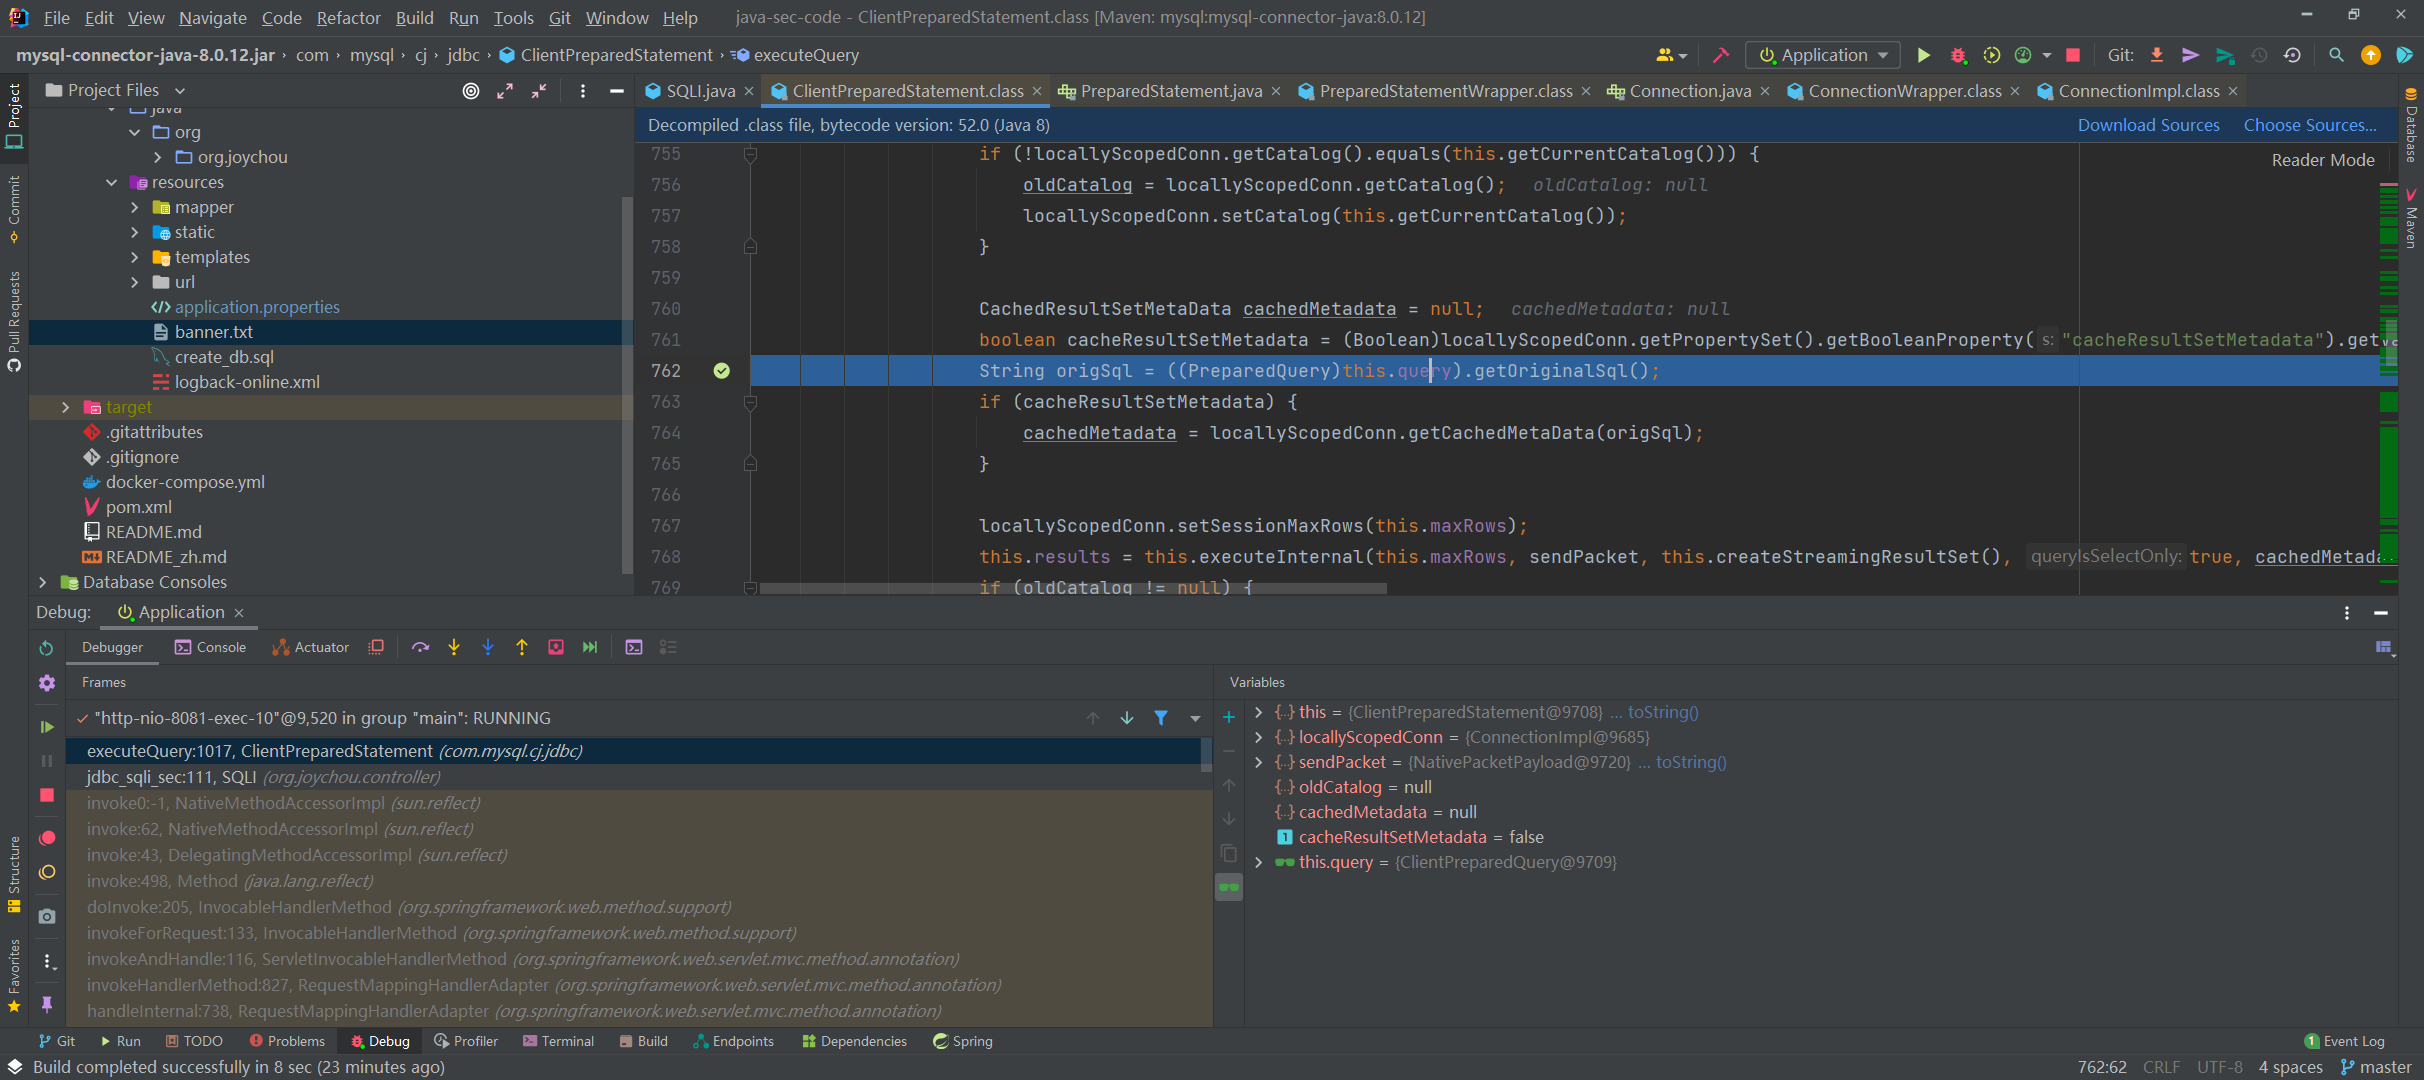 File Edit View Navigate Code Refactor Build Run Tools Git Window Help java-sec-code - ClientPreparedStatement.class [Maven: mysql:mysql-connector-java:8.0.12]
mysql-connector-java-8.0.12.jar › com › mysql › cj › jdbc › ClientPreparedStatement › executeQuery Application Git:
Project Files
SQLI.java ClientPreparedStatement.class PreparedStatement.java PreparedStatementWrapper.class Connection.java ConnectionWrapper.class ConnectionImpl.class
Decompiled .class file, bytecode version: 52.0 (Java 8) Download Sources Choose Sources...
Reader Mode
Project
Commit
Pull Requests
Structure
Favorites
Database
Maven
java
org
org.joychou
resources
mapper
static
templates
url
application.properties
banner.txt
create_db.sql
logback-online.xml
target
.gitattributes
.gitignore
docker-compose.yml
pom.xml
README.md
README_zh.md
Database Consoles
755 if (!locallyScopedConn.getCatalog().equals(this.getCurrentCatalog())) {
756 oldCatalog = locallyScopedConn.getCatalog(); oldCatalog: null
757 locallyScopedConn.setCatalog(this.getCurrentCatalog());
758 }
759
760 CachedResultSetMetaData cachedMetadata = null; cachedMetadata: null
761 boolean cacheResultSetMetadata = (Boolean)locallyScopedConn.getPropertySet().getBooleanProperty( s: "cacheResultSetMetadata").getVa
762 String origSql = ((PreparedQuery)this.query).getOriginalSql();
763 if (cacheResultSetMetadata) {
764 cachedMetadata = locallyScopedConn.getCachedMetaData(origSql);
765 }
766
767 locallyScopedConn.setSessionMaxRows(this.maxRows);
768 this.results = this.executeInternal(this.maxRows, sendPacket, this.createStreamingResultSet(), queryIsSelectOnly: true, cachedMetada
769 if (oldCatalog != null) {
Debug: Application
Debugger Console Actuator
Frames
"http-nio-8081-exec-10"@9,520 in group "main": RUNNING
executeQuery:1017, ClientPreparedStatement (com.mysql.cj.jdbc)
jdbc_sqli_sec:111, SQLI (org.joychou.controller)
invoke0:-1, NativeMethodAccessorImpl (sun.reflect)
invoke:62, NativeMethodAccessorImpl (sun.reflect)
invoke:43, DelegatingMethodAccessorImpl (sun.reflect)
invoke:498, Method (java.lang.reflect)
doInvoke:205, InvocableHandlerMethod (org.springframework.web.method.support)
invokeForRequest:133, InvocableHandlerMethod (org.springframework.web.method.support)
invokeAndHandle:116, ServletInvocableHandlerMethod (org.springframework.web.servlet.mvc.method.annotation)
invokeHandlerMethod:827, RequestMappingHandlerAdapter (org.springframework.web.servlet.mvc.method.annotation)
handleInternal:738, RequestMappingHandlerAdapter (org.springframework.web.servlet.mvc.method.annotation)
Variables
this = {ClientPreparedStatement@9708} ... toString()
locallyScopedConn = {ConnectionImpl@9685}
sendPacket = {NativePacketPayload@9720} ... toString()
oldCatalog = null
cachedMetadata = null
cacheResultSetMetadata = false
this.query = {ClientPreparedQuery@9709}
Git Run TODO Problems Debug Profiler Terminal Build Endpoints Dependencies Spring 1 Event Log
Build completed successfully in 8 sec (23 minutes ago) 762:62 CRLF UTF-8 4 spaces master